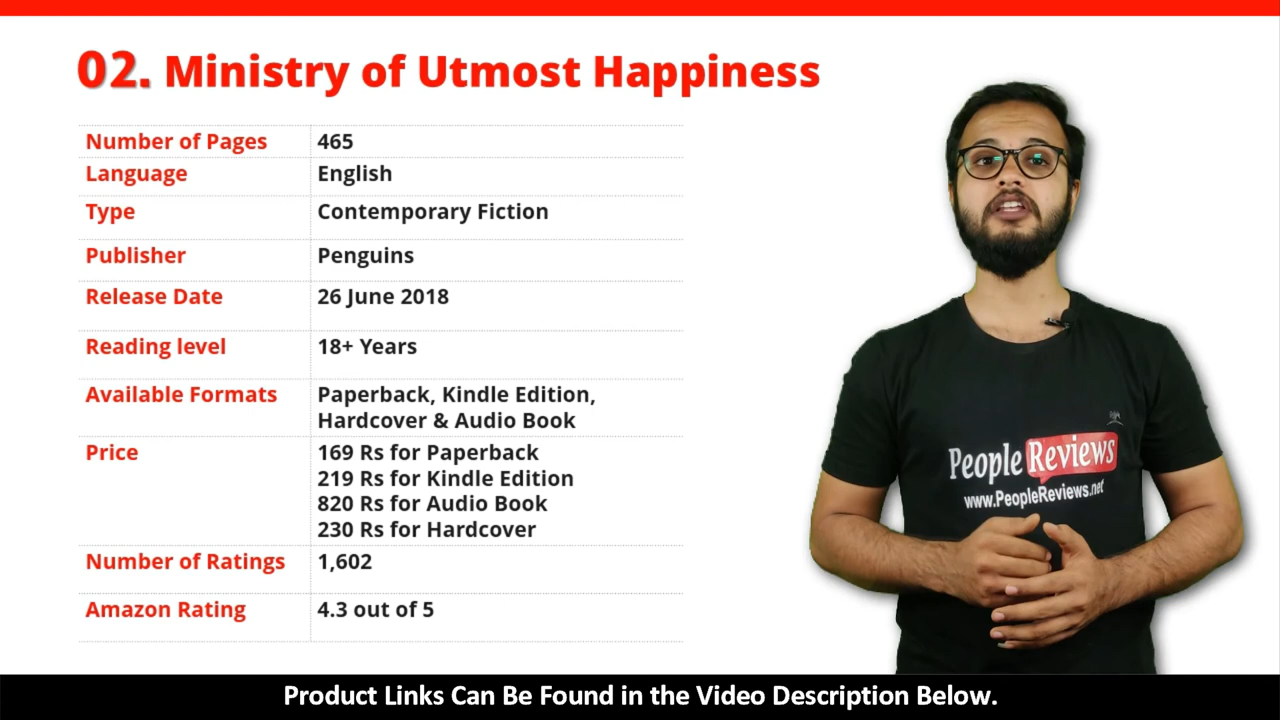 02. Ministry of Utmost Happiness
Number of Pages 465
Language English
Type Contemporary Fiction
Publisher Penguins
Release Date 26 June 2018
Reading level 18+ Years
Available Formats Paperback, Kindle Edition,
Hardcover & Audio Book
Price 169 Rs for Paperback
219 Rs for Kindle Edition
820 Rs for Audio Book
230 Rs for Hardcover
Number of Ratings 1,602
Amazon Rating 4.3 out of 5
People Reviews
www.PeopleReviews.net
Product Links Can Be Found in the Video Description Below.